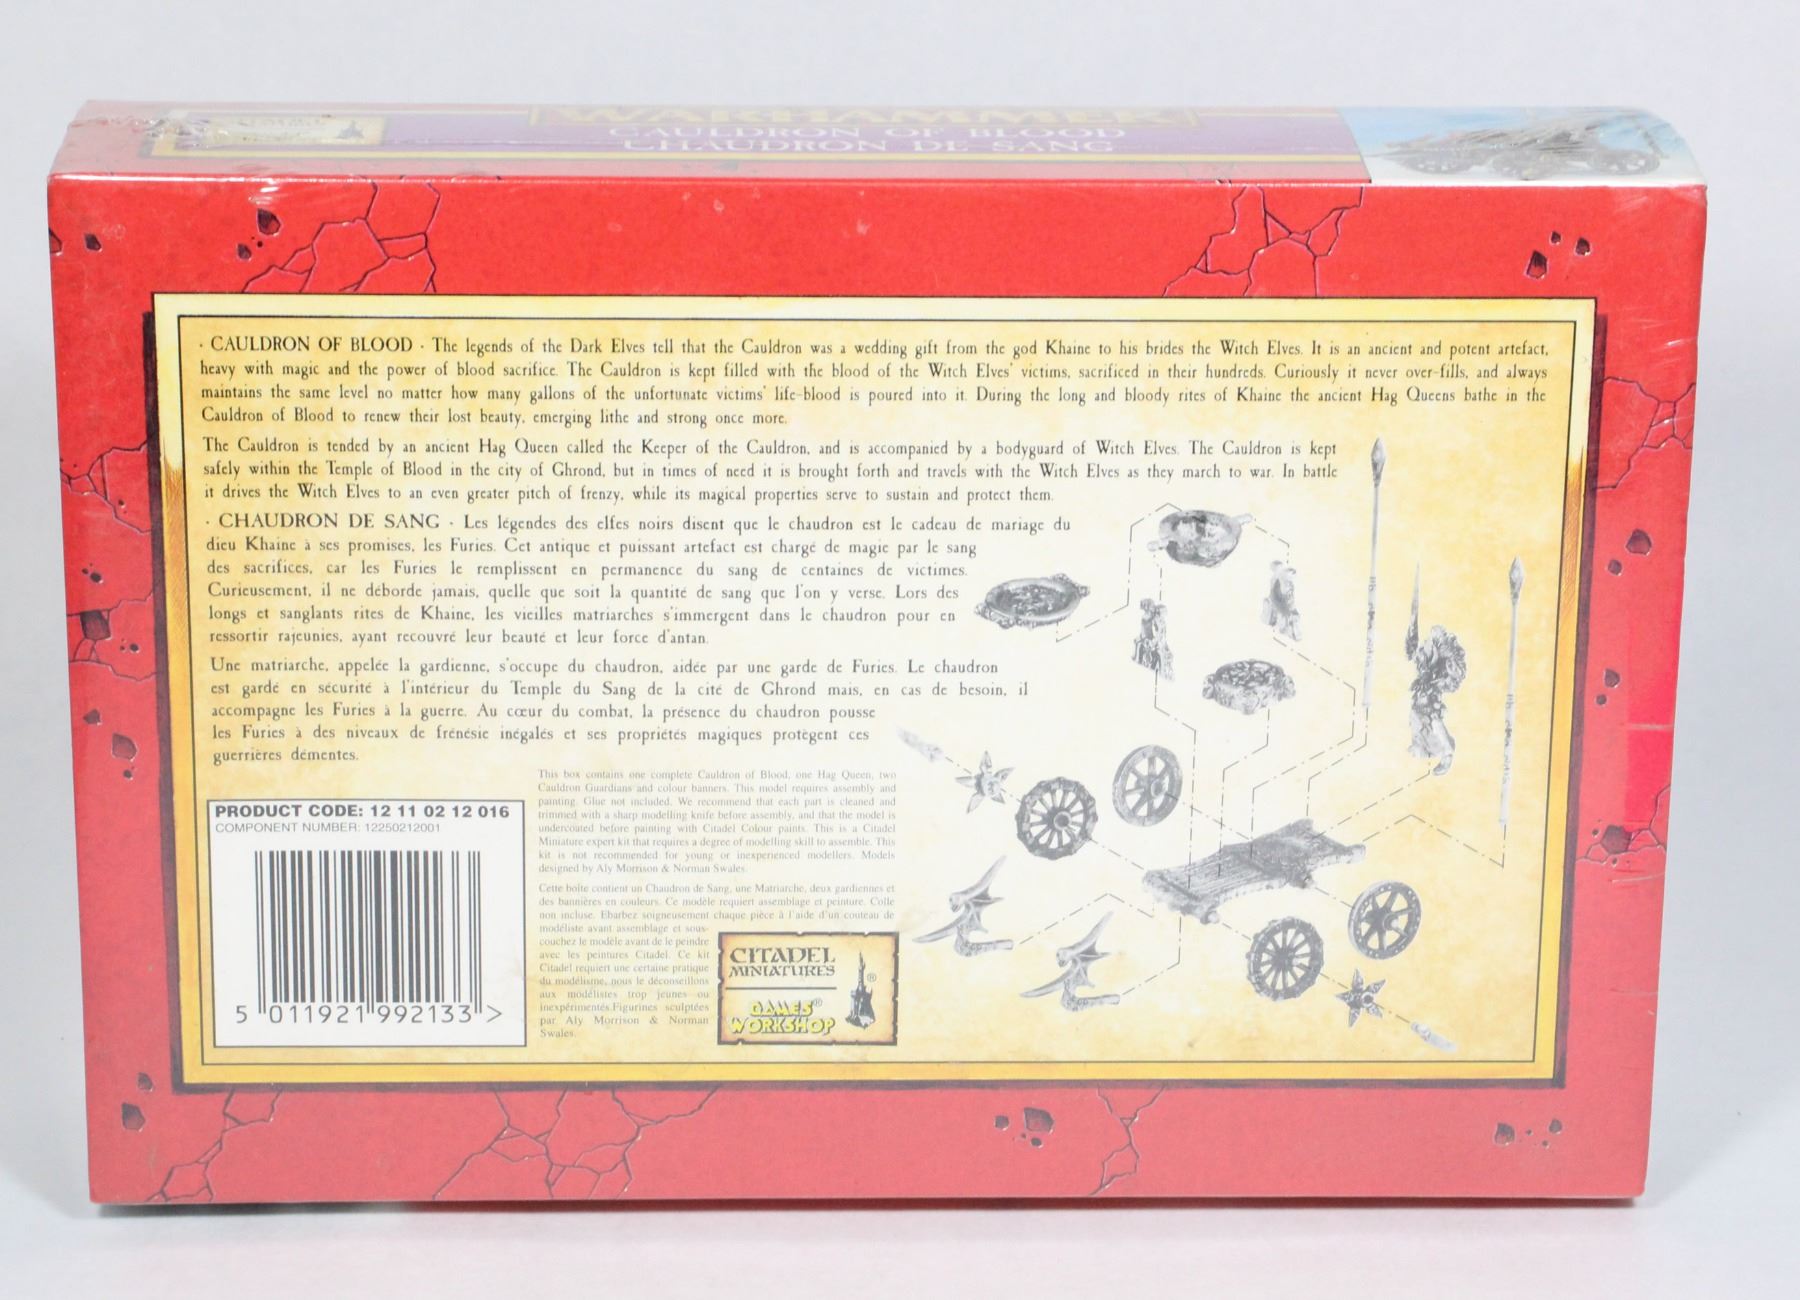 WARHAMMER
CAULDRON OF BLOOD
CHAUDRON DE SANG
· CAULDRON OF BLOOD · The legends of the Dark Elves tell that the Cauldron was a wedding gift from the god Khaine to his brides the Witch Elves. It is an ancient and potent artefact,
heavy with magic and the power of blood sacrifice. The Cauldron is kept filled with the blood of the Witch Elves' victims, sacrificed in their hundreds. Curiously it never over-fills, and always
maintains the same level no matter how many gallons of the unfortunate victims' life-blood is poured into it. During the long and bloody rites of Khaine the ancient Hag Queens bathe in the
Cauldron of Blood to renew their lost beauty, emerging lithe and strong once more.
The Cauldron is tended by an ancient Hag Queen called the Keeper of the Cauldron, and is accompanied by a bodyguard of Witch Elves. The Cauldron is kept
safely within the Temple of Blood in the city of Ghrond, but in times of need it is brought forth and travels with the Witch Elves as they march to war. In battle
it drives the Witch Elves to an even greater pitch of frenzy, while its magical properties serve to sustain and protect them.
· CHAUDRON DE SANG · Les légendes des elfes noirs disent que le chaudron est le cadeau de mariage du
dieu Khaine à ses promises, les Furies. Cet antique et puissant artefact est chargé de magie par le sang
des sacrifices, car les Furies le remplissent en permanence du sang de centaines de victimes.
Curieusement, il ne déborde jamais, quelle que soit la quantité de sang que l'on y verse. Lors des
longs et sanglants rites de Khaine, les vieilles matriarches s'immergent dans le chaudron pour en
ressortir rajeunies, ayant recouvré leur beauté et leur force d'antan.
Une matriarche, appelée la gardienne, s'occupe du chaudron, aidée par une garde de Furies. Le chaudron
est gardé en sécurité à l'intérieur du Temple du Sang de la cité de Ghrond mais, en cas de besoin, il
accompagne les Furies à la guerre. Au cœur du combat, la présence du chaudron pousse
les Furies à des niveaux de frénésie inégalés et ses propriétés magiques protègent ces
guerrières démentes.
PRODUCT CODE: 12 11 02 12 016
COMPONENT NUMBER: 12250212001
5 011921 992133 >
This box contains one complete Cauldron of Blood, one Hag Queen, two
Cauldron Guardians and colour banners. This model requires assembly and
painting. Glue not included. We recommend that each part is cleaned and
trimmed with a sharp modelling knife before assembly, and that the model is
undercoated before painting with Citadel Colour paints. This is a Citadel
Miniature expert kit that requires a degree of modelling skill to assemble. This
kit is not recommended for young or inexperienced modellers. Models
designed by Aly Morrison & Norman Swales.
Cette boîte contient un Chaudron de Sang, une Matriarche, deux gardiennes et
des bannières en couleurs. Ce modèle requiert assemblage et peinture. Colle
non incluse. Ebarbez soigneusement chaque pièce à l'aide d'un couteau de
modéliste avant assemblage et sous-
couchez le modèle avant de le peindre
avec les peintures Citadel. Ce kit
Citadel requiert une certaine pratique
du modélisme, nous le déconseillons
aux modélistes trop jeunes ou
inexpérimentés.Figurines sculptées
par Aly Morrison & Norman
Swales.
CITADEL
MINIATURES
®
GAMES®
WORKSHOP